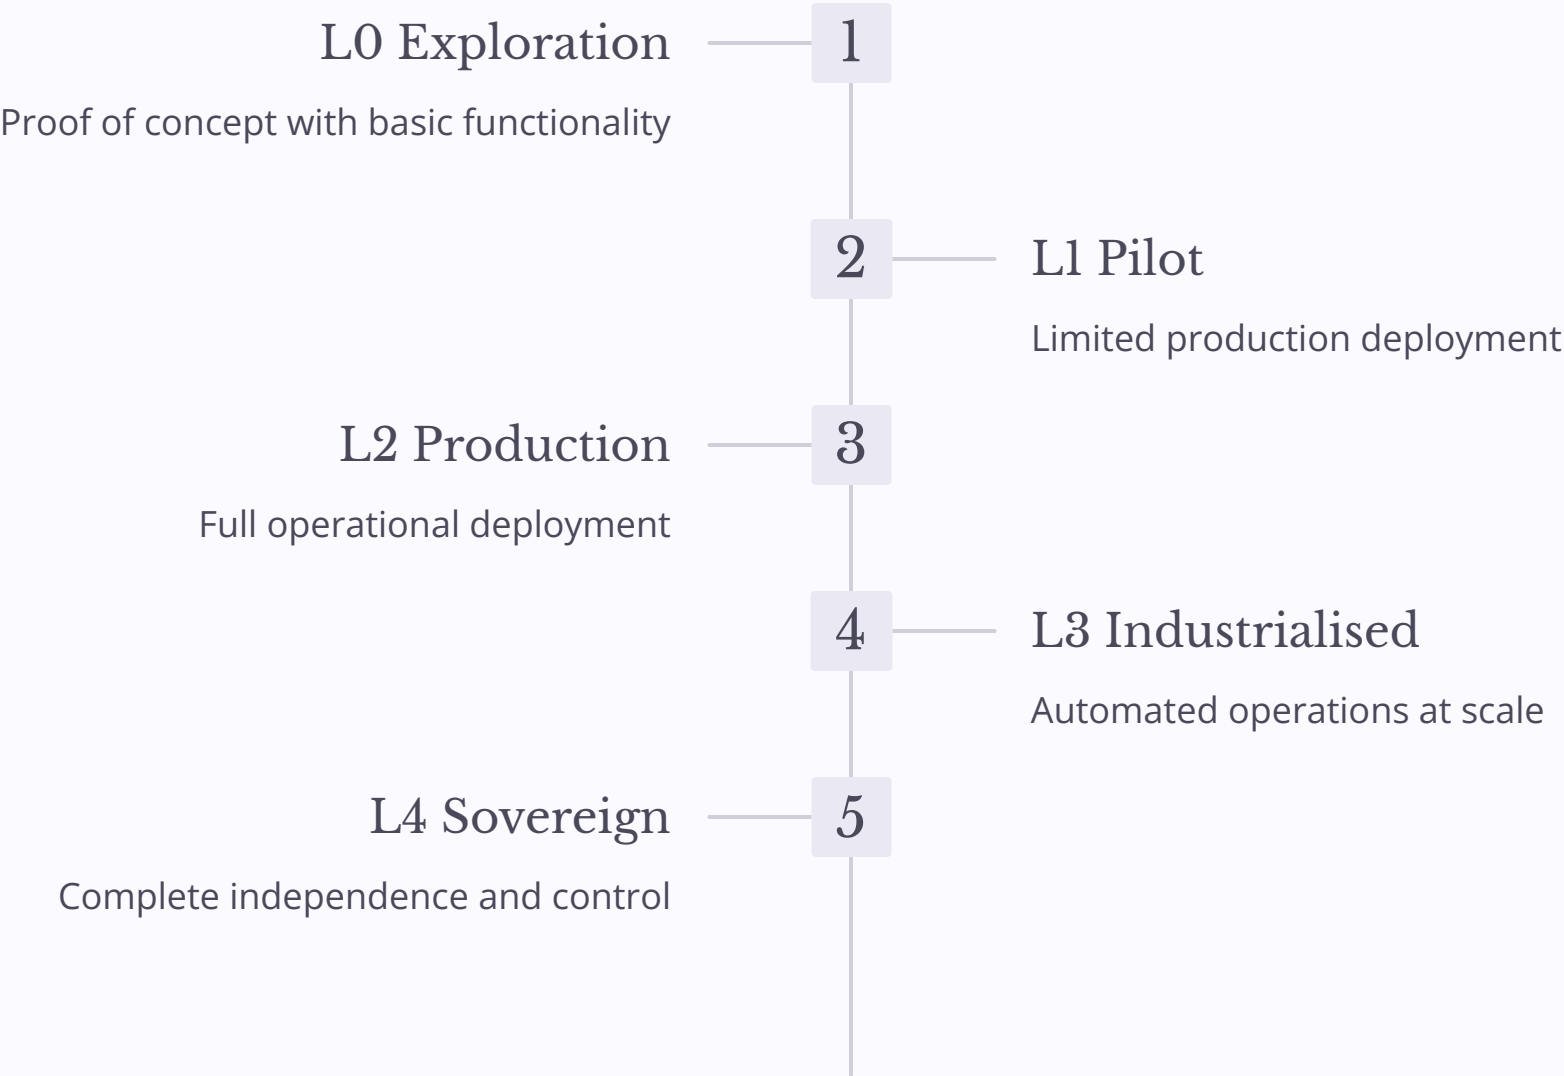 L0 Exploration
1
Proof of concept with basic functionality
2
L1 Pilot
Limited production deployment
L2 Production
3
Full operational deployment
4
L3 Industrialised
Automated operations at scale
L4 Sovereign
5
Complete independence and control